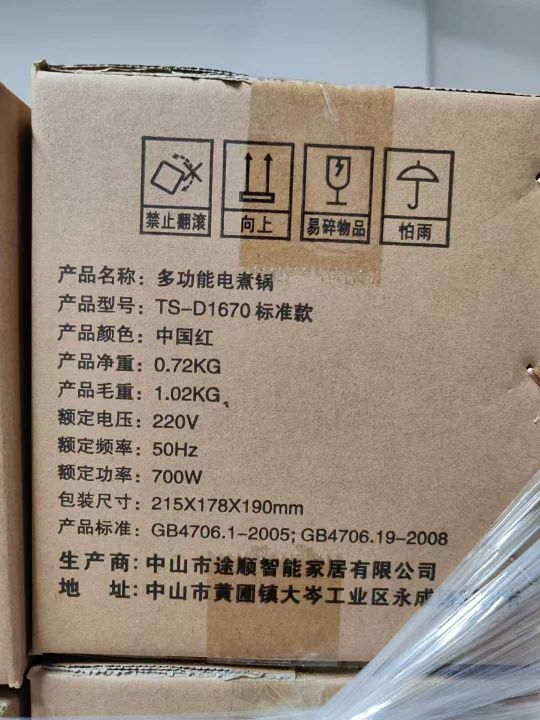 禁止翻滚 向上 易碎物品 怕雨
产品名称：多功能电煮锅
产品型号：TS-D1670 标准款
产品颜色：中国红
产品净重：0.72KG
产品毛重：1.02KG
额定电压：220V
额定频率：50Hz
额定功率：700W
包装尺寸：215X178X190mm
产品标准：GB4706.1-2005; GB4706.19-2008
生产商：中山市途顺智能家居有限公司
地 址：中山市黄圃镇大岑工业区永成